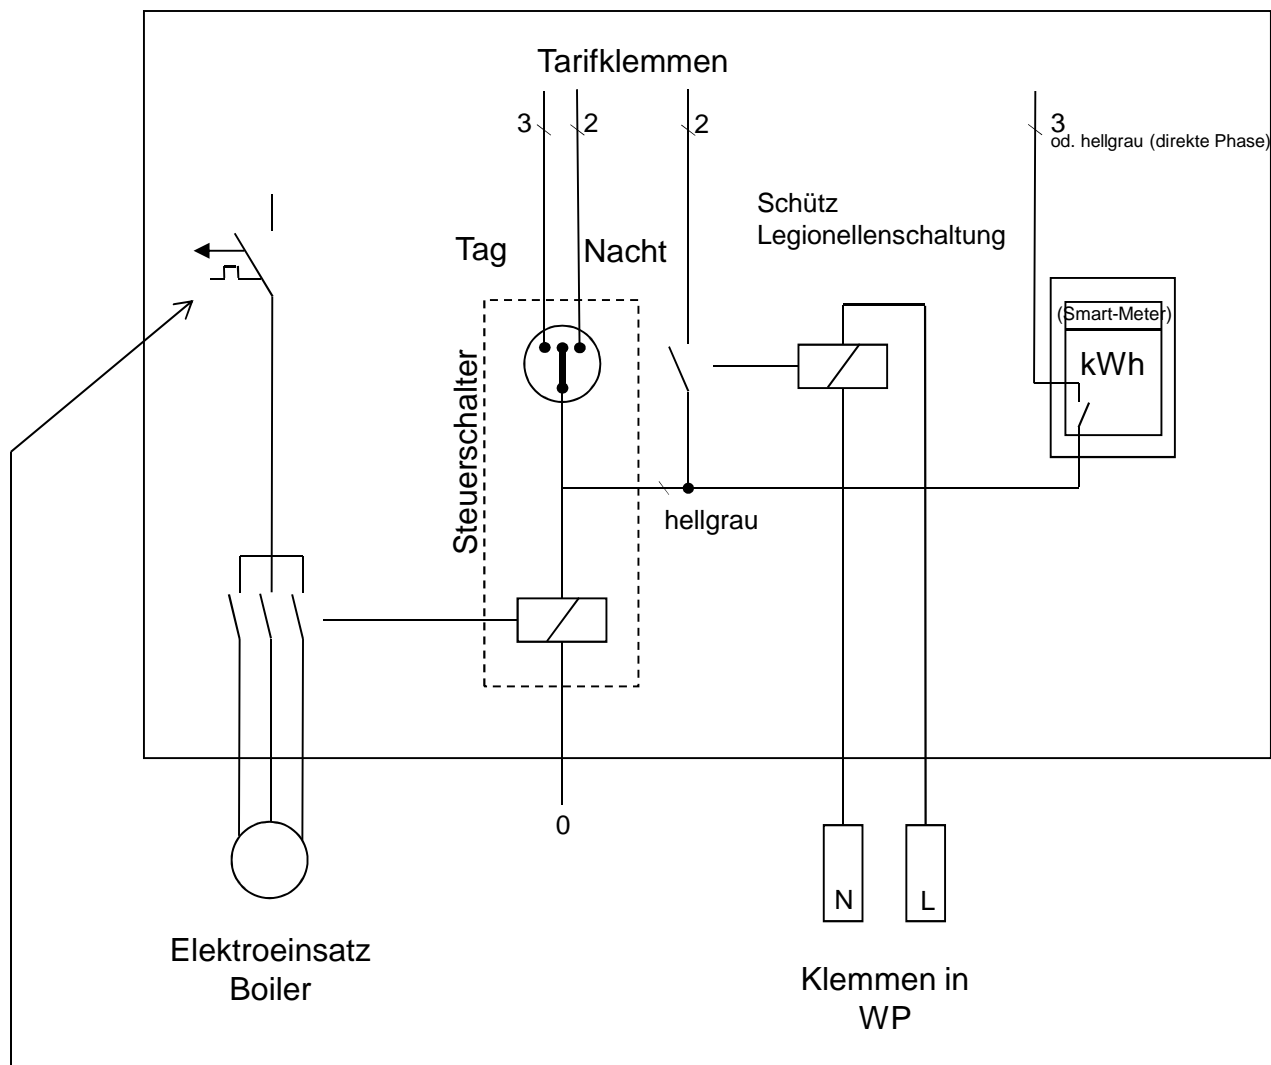 Tarifklemmen
3
2
2
3
od. hellgrau (direkte Phase)
Schütz
Legionellenschaltung
Tag
Nacht
(Smart-Meter)
kWh
Steuerschalter
hellgrau
0
N
L
Elektroeinsatz
Boiler
Klemmen in
WP